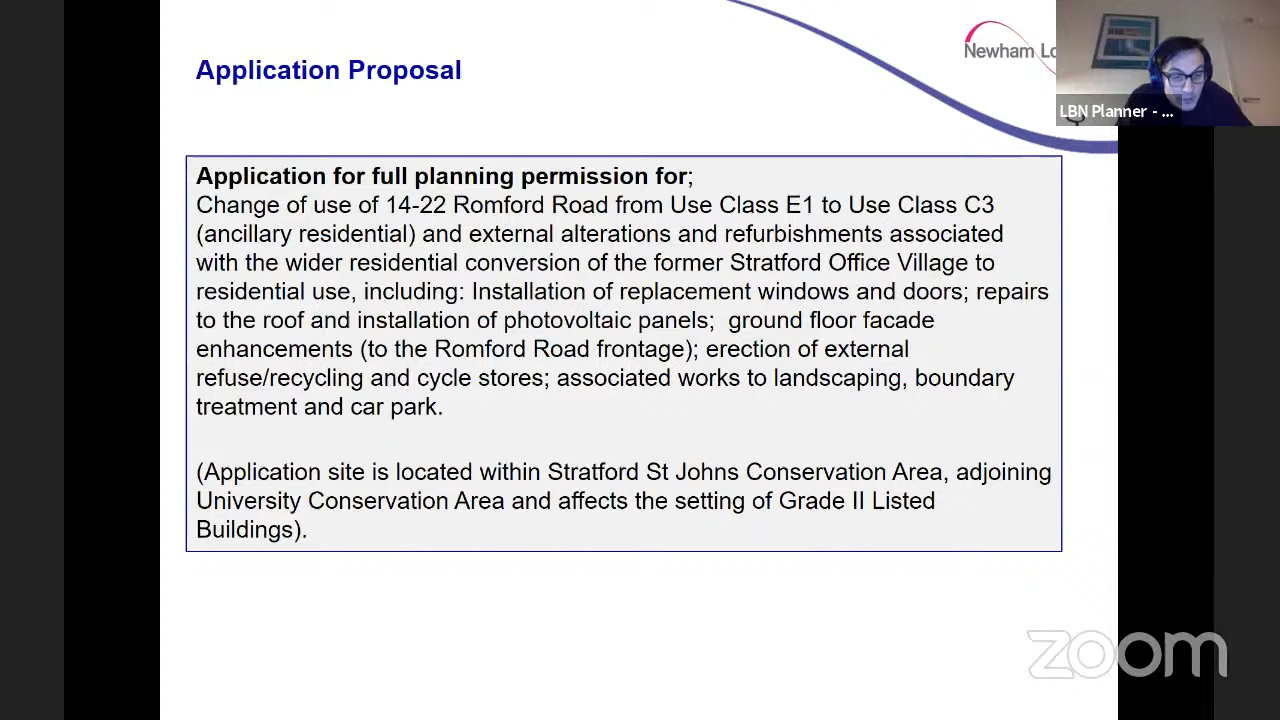 Application Proposal
Newham Lo
LBN Planner - ...
Application for full planning permission for;
Change of use of 14-22 Romford Road from Use Class E1 to Use Class C3
(ancillary residential) and external alterations and refurbishments associated
with the wider residential conversion of the former Stratford Office Village to
residential use, including: Installation of replacement windows and doors; repairs
to the roof and installation of photovoltaic panels;  ground floor facade
enhancements (to the Romford Road frontage); erection of external
refuse/recycling and cycle stores; associated works to landscaping, boundary
treatment and car park.
(Application site is located within Stratford St Johns Conservation Area, adjoining
University Conservation Area and affects the setting of Grade II Listed
Buildings).
zoom